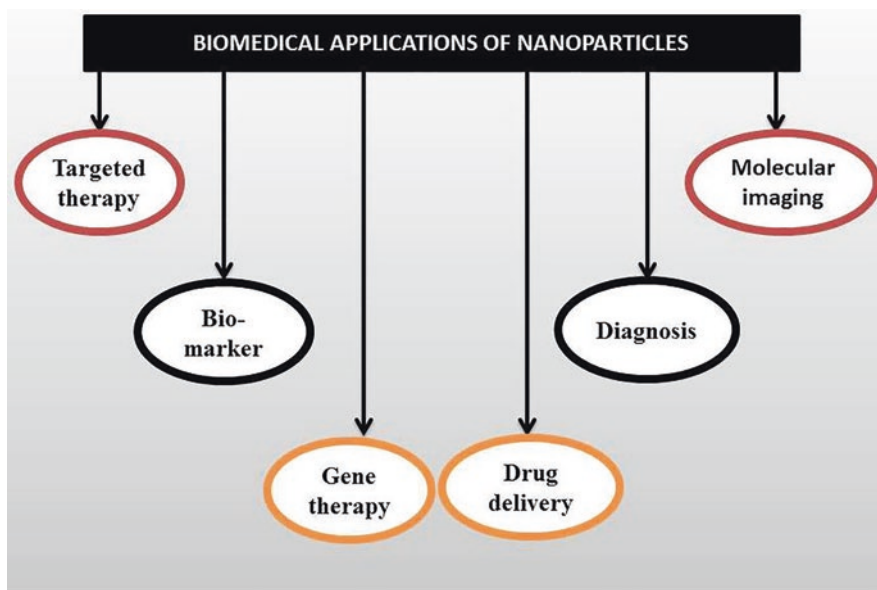 BIOMEDICAL APPLICATIONS OF NANOPARTICLES
Targeted
therapy
Molecular
imaging
Bio-
marker
Diagnosis
Gene
therapy
Drug
delivery